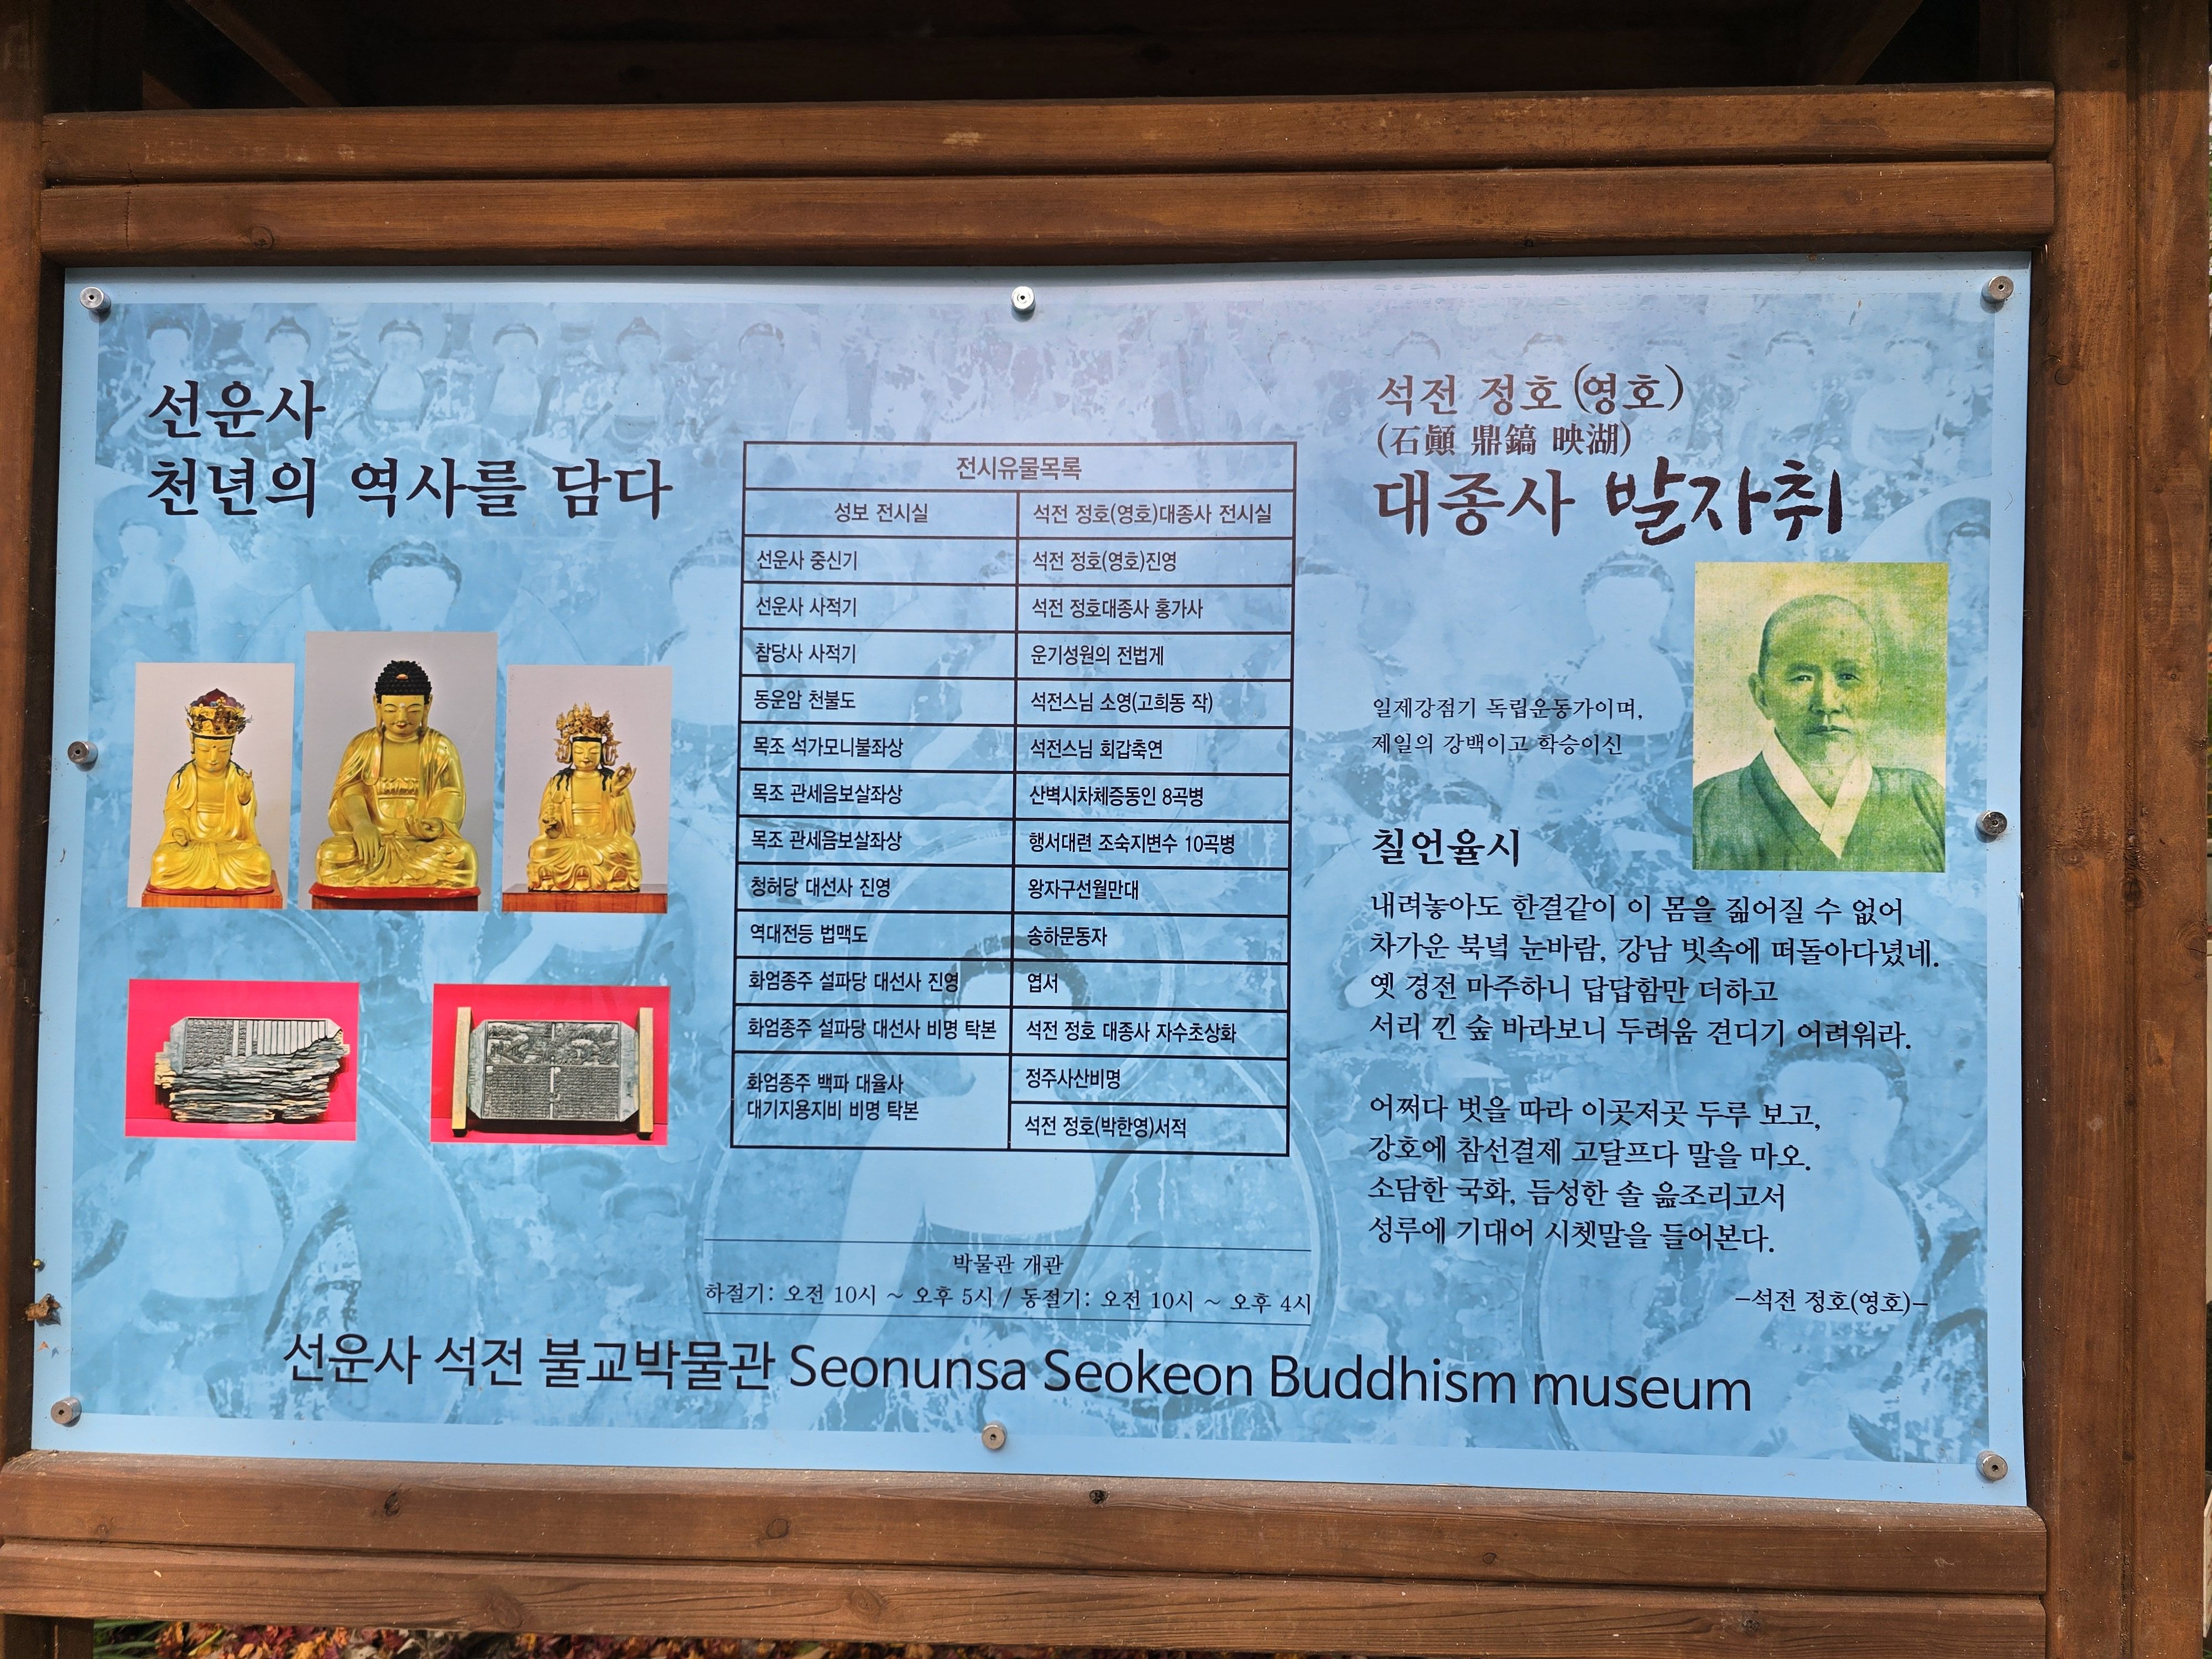 선운사
천년의 역사를 담다
전시유물목록
성보 전시실 석전 정호(영호)대종사 전시실
선운사 중신기 석전 정호(영호)진영
선운사 사적기 석전 정호대종사 홍가사
참당사 사적기 운기성원의 전법게
동운암 천불도 석전스님 소영(고희동 작)
목조 석가모니불좌상 석전스님 회갑축연
목조 관세음보살좌상 산벽시차체증동인 8곡병
목조 관세음보살좌상 행서대련 조숙지변수 10곡병
청허당 대선사 진영 왕자구선월만대
역대전등 법맥도 송하문동자
화엄종주 설파당 대선사 진영 엽서
화엄종주 설파당 대선사 비명 탁본 석전 정호 대종사 자수초상화
화엄종주 백파 대율사
대기지용지비 비명 탁본
정주사산비명
석전 정호(박한영)서적
박물관 개관
하절기: 오전 10시 ~ 오후 5시 / 동절기: 오전 10시 ~ 오후 4시
석전 정호(영호)
(石顚 鼎鎬 映湖)
대종사 발자취
일제강점기 독립운동가이며,
제일의 강백이고 학승이신
칠언율시
내려놓아도 한결같이 이 몸을 짊어질 수 없어
차가운 북녘 눈바람, 강남 빗속에 떠돌아다녔네.
옛 경전 마주하니 답답함만 더하고
서리 낀 숲 바라보니 두려움 견디기 어려워라.
어쩌다 벗을 따라 이곳저곳 두루 보고,
강호에 참선결제 고달프다 말을 마오.
소담한 국화, 듬성한 솔 읊조리고서
성루에 기대어 시쳇말을 들어본다.
-석전 정호(영호)-
선운사 석전 불교박물관 Seonunsa Seokeon Buddhism museum